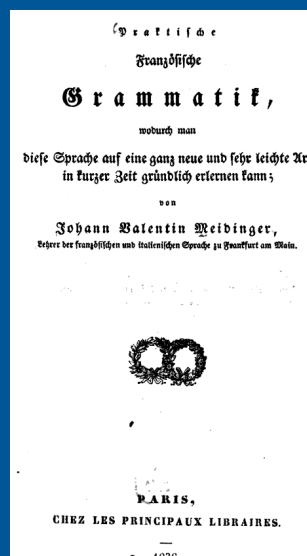 Praktische
Französische
Grammatik,
wodurch man
diese Sprache auf eine ganz neue und sehr leichte Ar
in kurzer Zeit gründlich erlernen kann;
von
Johann Valentin Meidinger,
Lehrer der französischen und italienischen Sprache zu Frankfurt am Main.
PARIS,
CHEZ LES PRINCIPAUX LIBRAIRES.